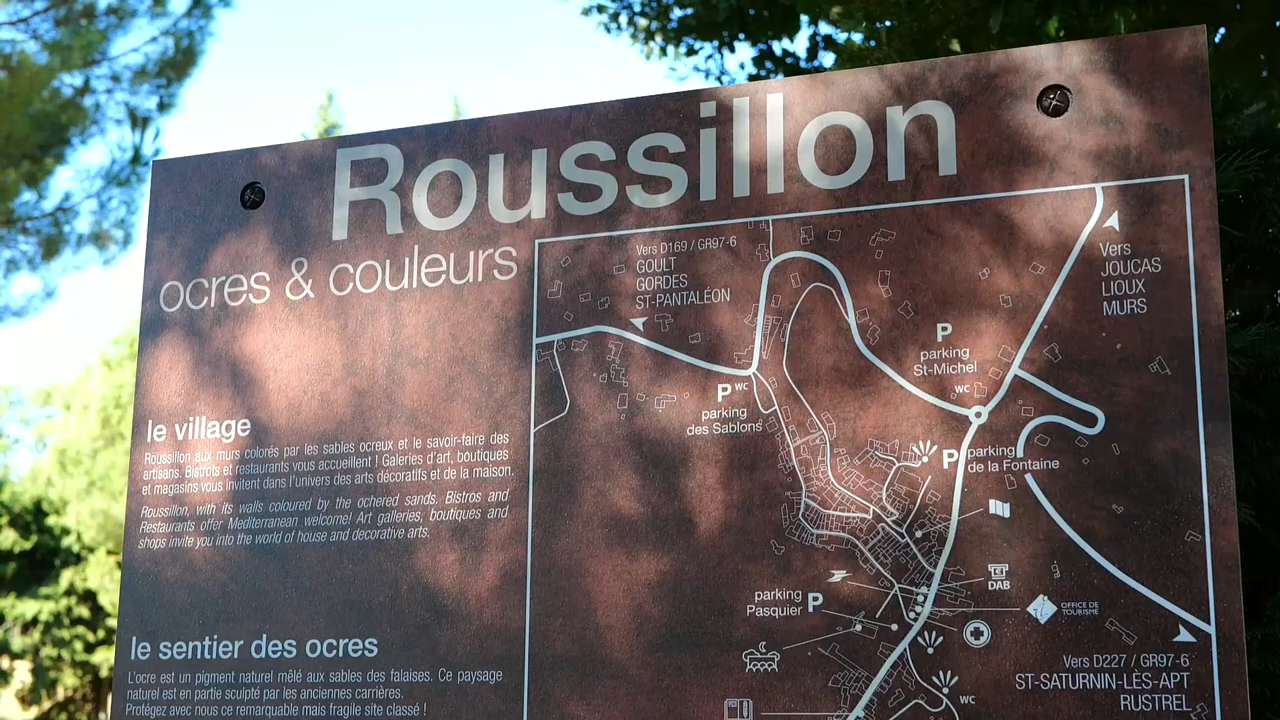 Roussillon
ocres & couleurs
le village
Roussillon aux murs colorés par les sables ocreux et le savoir-faire des
artisans. Bistrots et restaurants vous accueillent ! Galeries d'art, boutiques
et magasins vous invitent dans l'univers des arts décoratifs et de la maison.
Roussillon, with its walls coloured by the ochered sands. Bistros and
Restaurants offer Mediterranean welcome! Art galleries, boutiques and
shops invite you into the world of house and decorative arts.
le sentier des ocres
L'ocre est un pigment naturel mêlé aux sables des falaises. Ce paysage
naturel est en partie sculpté par les anciennes carrières.
Protégez avec nous ce remarquable mais fragile site classé !
Vers D169 / GR97-6
GOULT
GORDES
ST-PANTALÉON
Vers
JOUCAS
LIOUX
MURS
P
parking
St-Michel
WC
P WC
parking
des Sablons
P parking
de la Fontaine
DAB
parking
Pasquier P
OFFICE DE
TOURISME
Vers D227 / GR97-6
ST-SATURNIN-LÈS-APT
RUSTREL
WC